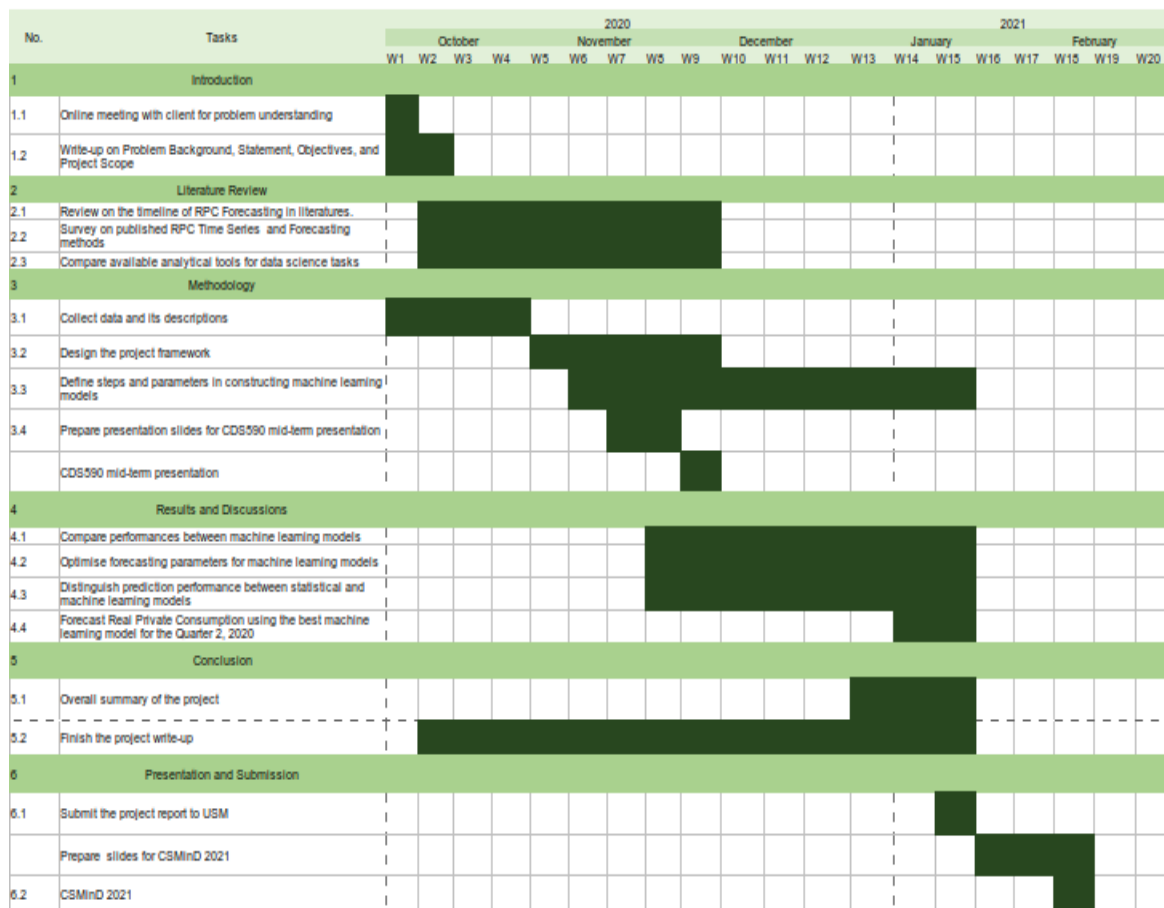 2020 2021
No. Tasks October November December January February
W1 W2 W3 W4 W5 W6 W7 W8 W9 W10 W11 W12 W13 W14 W15 W16 W17 W18 W19 W20
1 Introduction
1.1 Online meeting with client for problem understanding
1.2 Write-up on Problem Background, Statement, Objectives, and
Project Scope
2 Literature Review
2.1 Review on the timeline of RPC Forecasting in literatures.
2.2 Survey on published RPC Time Series and Forecasting
methods
2.3 Compare available analytical tools for data science tasks
3 Methodology
3.1 Collect data and its descriptions
3.2 Design the project framework
3.3 Define steps and parameters in constructing machine learning
models
3.4 Prepare presentation slides for CDS590 mid-term presentation
CDS590 mid-term presentation
4 Results and Discussions
4.1 Compare performances between machine learning models
4.2 Optimise forecasting parameters for machine learning models
4.3 Distinguish prediction performance between statistical and
machine learning models
4.4 Forecast Real Private Consumption using the best machine
learning model for the Quarter 2, 2020
5 Conclusion
5.1 Overall summary of the project
5.2 Finish the project write-up
6 Presentation and Submission
6.1 Submit the project report to USM
Prepare slides for CSMinD 2021
6.2 CSMinD 2021